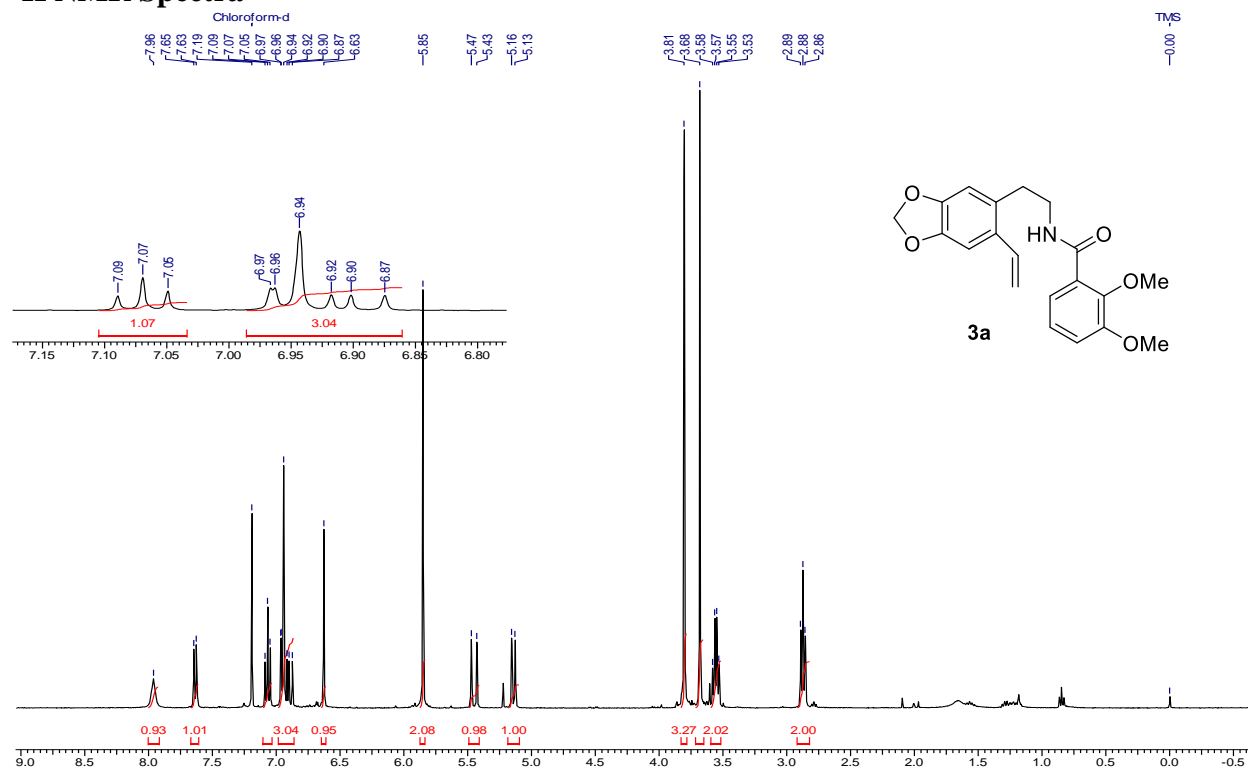 Chloroform-d
TMS
7.96 7.65 7.63 7.19 7.09 7.07 7.05 6.97 6.96 6.94 6.92 6.90 6.87 6.63 5.85 5.47 5.43 5.16 5.13 3.81 3.68 3.58 3.57 3.55 3.53 2.89 2.88 2.86 0.00
7.09 7.07 7.05 6.97 6.96 6.94 6.92 6.90 6.87
1.07 3.04
7.15 7.10 7.05 7.00 6.95 6.90 6.85 6.80
O
O
HN
O
OMe
OMe
3a
0.93 1.01 3.04 0.95 2.08 0.98 1.00 3.27 2.02 2.00
9.0 8.5 8.0 7.5 7.0 6.5 6.0 5.5 5.0 4.5 4.0 3.5 3.0 2.5 2.0 1.5 1.0 0.5 0 -0.5